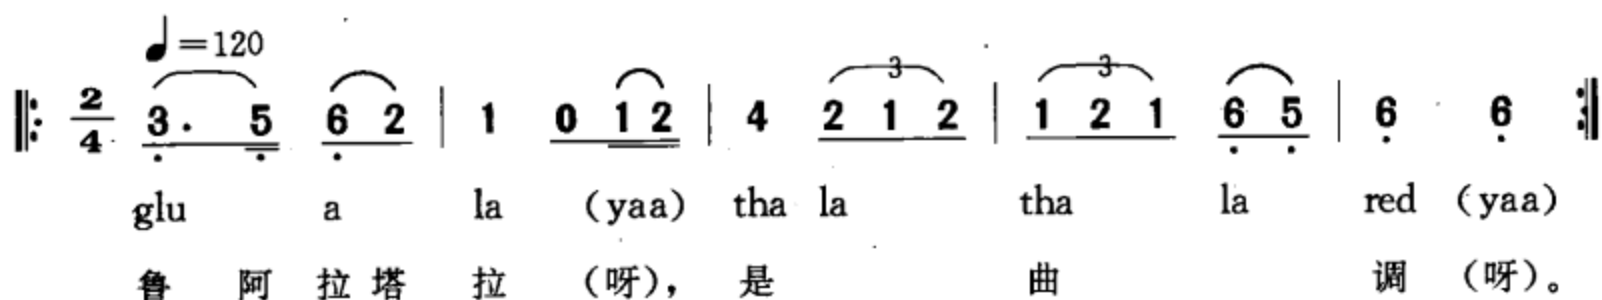 ♩=120
2/4 3. 5 6 2 | 1 0 1 2 | 4 2 1 2 | 1 2 1 6 5 | 6 6
3 3
glu a la (yaa) tha la tha la red (yaa)
鲁 阿 拉 塔 拉 (呀), 是 曲 调 (呀)。